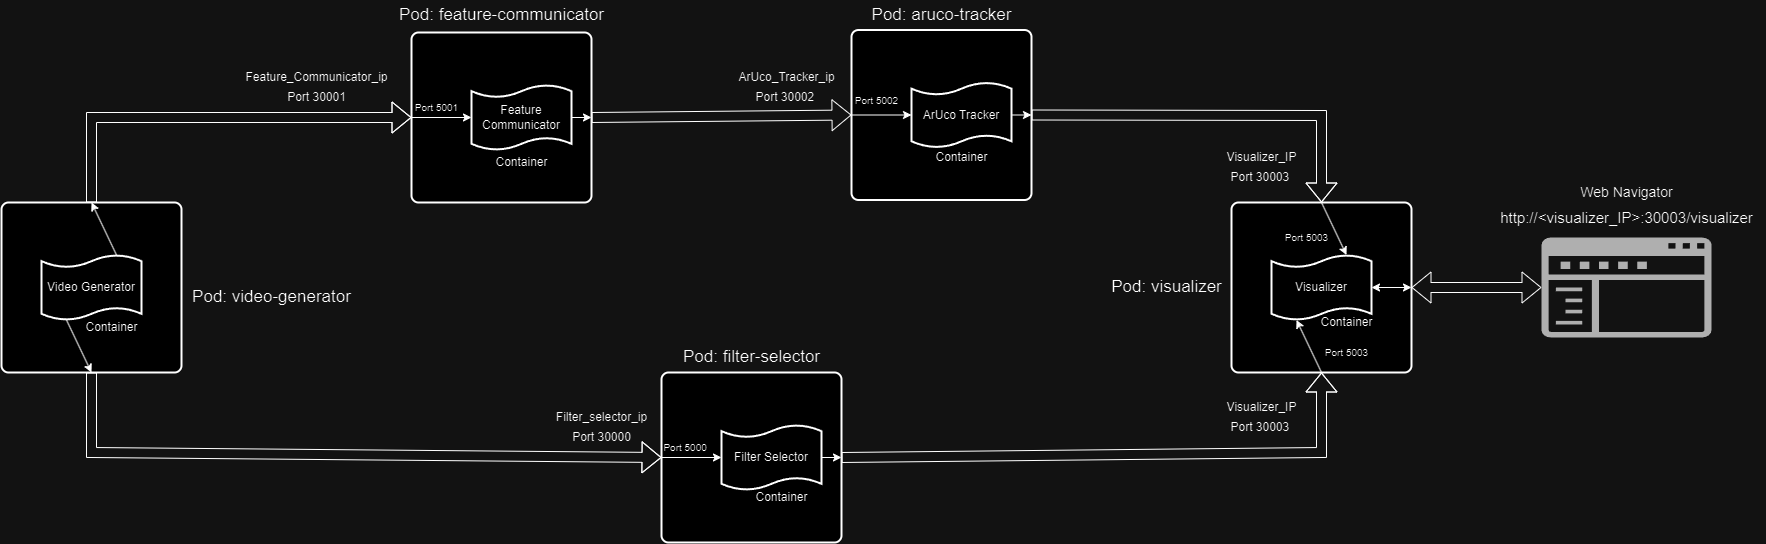 Pod: feature-communicator
Pod: aruco-tracker
Feature_Communicator_ip
Port 30001
Port 5001
Feature
Communicator
Container
ArUco_Tracker_ip
Port 30002
Port 5002
ArUco Tracker
Container
Visualizer_IP
Port 30003
Web Navigator
http://<visualizer_IP>:30003/visualizer
Video Generator
Container
Pod: video-generator
Pod: visualizer
Port 5003
Visualizer
Container
Port 5003
Pod: filter-selector
Filter_selector_ip
Port 30000
Port 5000
Filter Selector
Container
Visualizer_IP
Port 30003